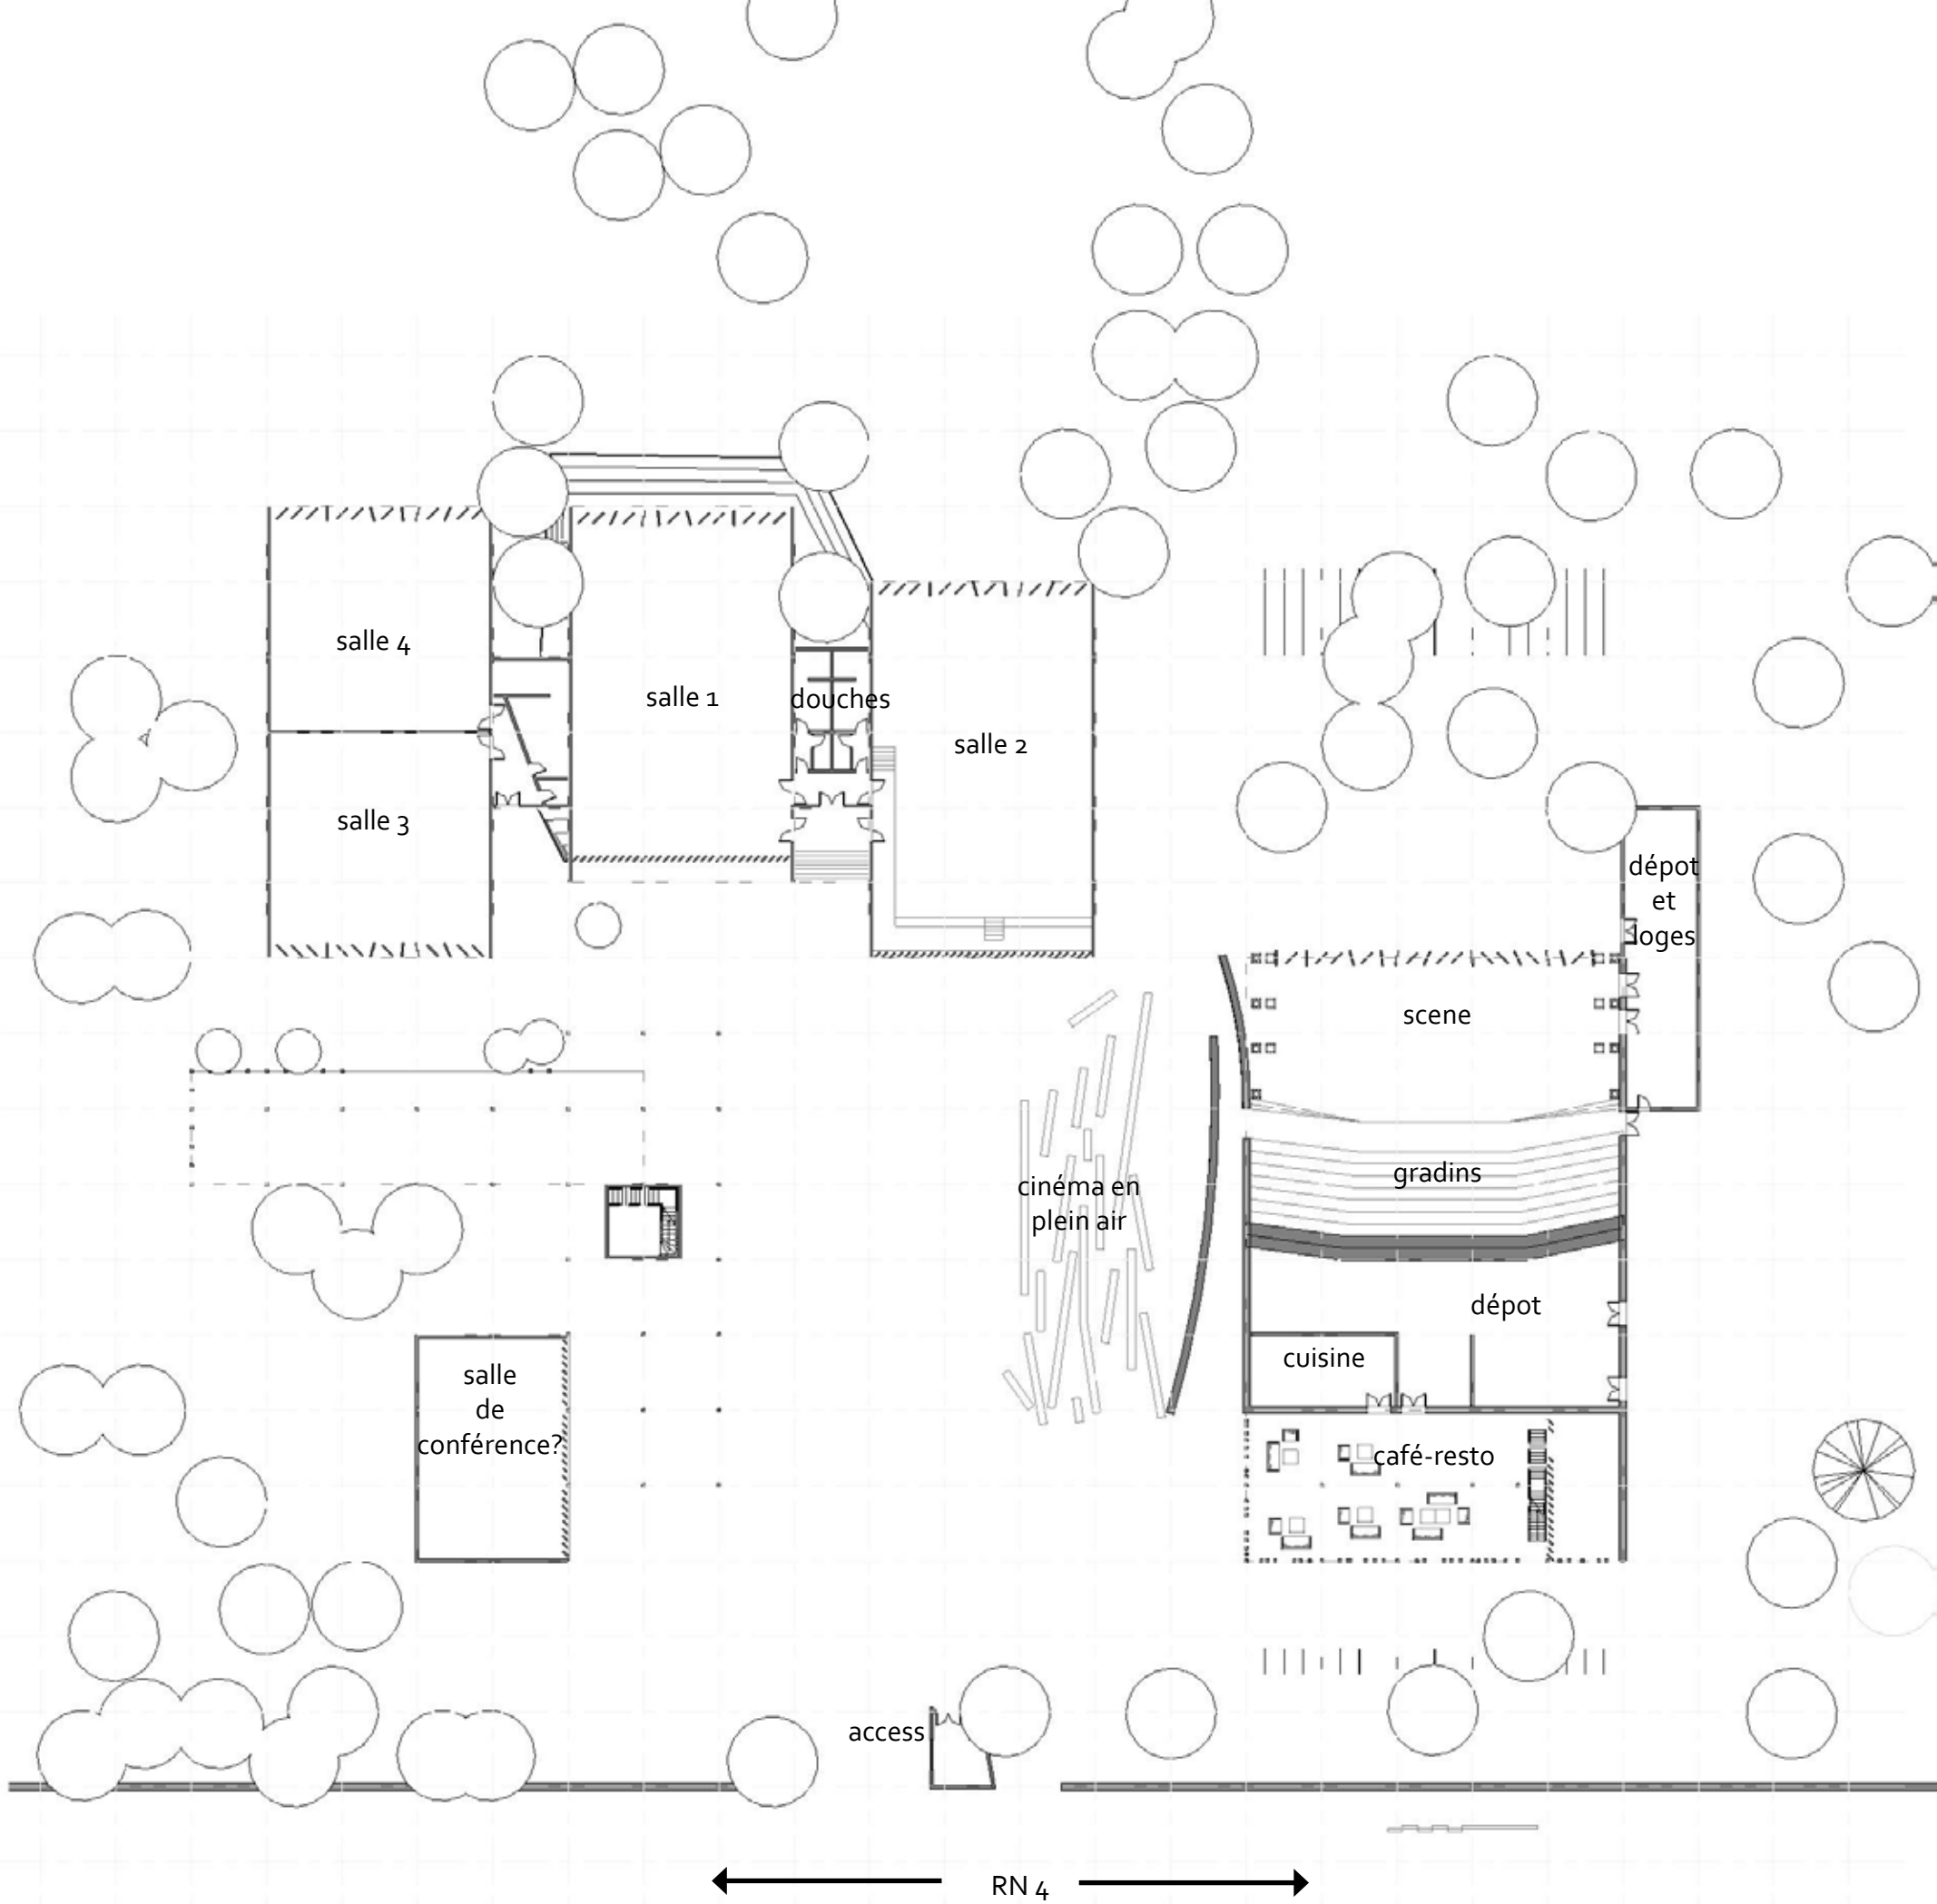 salle 4
salle 1
douches
salle 2
salle 3
dépot
et
loges
scene
gradins
cinéma en
plein air
dépot
cuisine
salle
de
conférence?
café-resto
access
RN 4